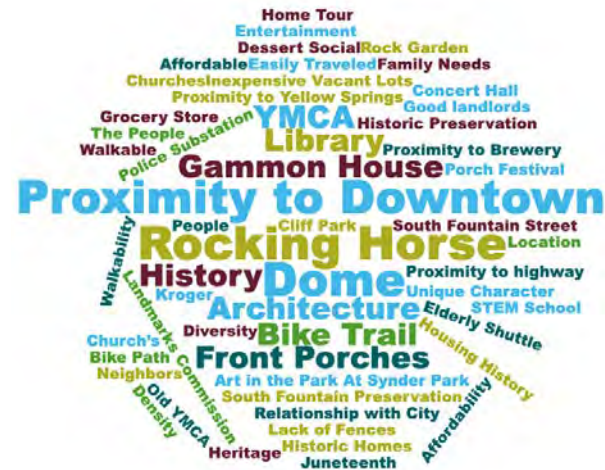 Home Tour
Entertainment
Dessert Social
Rock Garden
Affordable
Easily Traveled
Family Needs
Churches
Inexpensive Vacant Lots
Concert Hall
Proximity to Yellow Springs
Good landlords
Grocery Store
Police Substation
YMCA
Historic Preservation
The People
Library
Proximity to Brewery
Walkable
Gammon House
Porch Festival
Proximity to Downtown
Walkability
People
Cliff Park
South Fountain Street
Rocking Horse
Location
History
Dome
Proximity to highway
Kroger
Unique Character
Landmarks Commission
Architecture
STEM School
Elderly Shuttle
Church's
Diversity
Bike Trail
Housing History
Bike Path
Front Porches
Neighbors
Art in the Park At Synder Park
Old YMCA
South Fountain Preservation
Affordability
Density
Relationship with City
Lack of Fences
Heritage
Historic Homes
Juneteenth